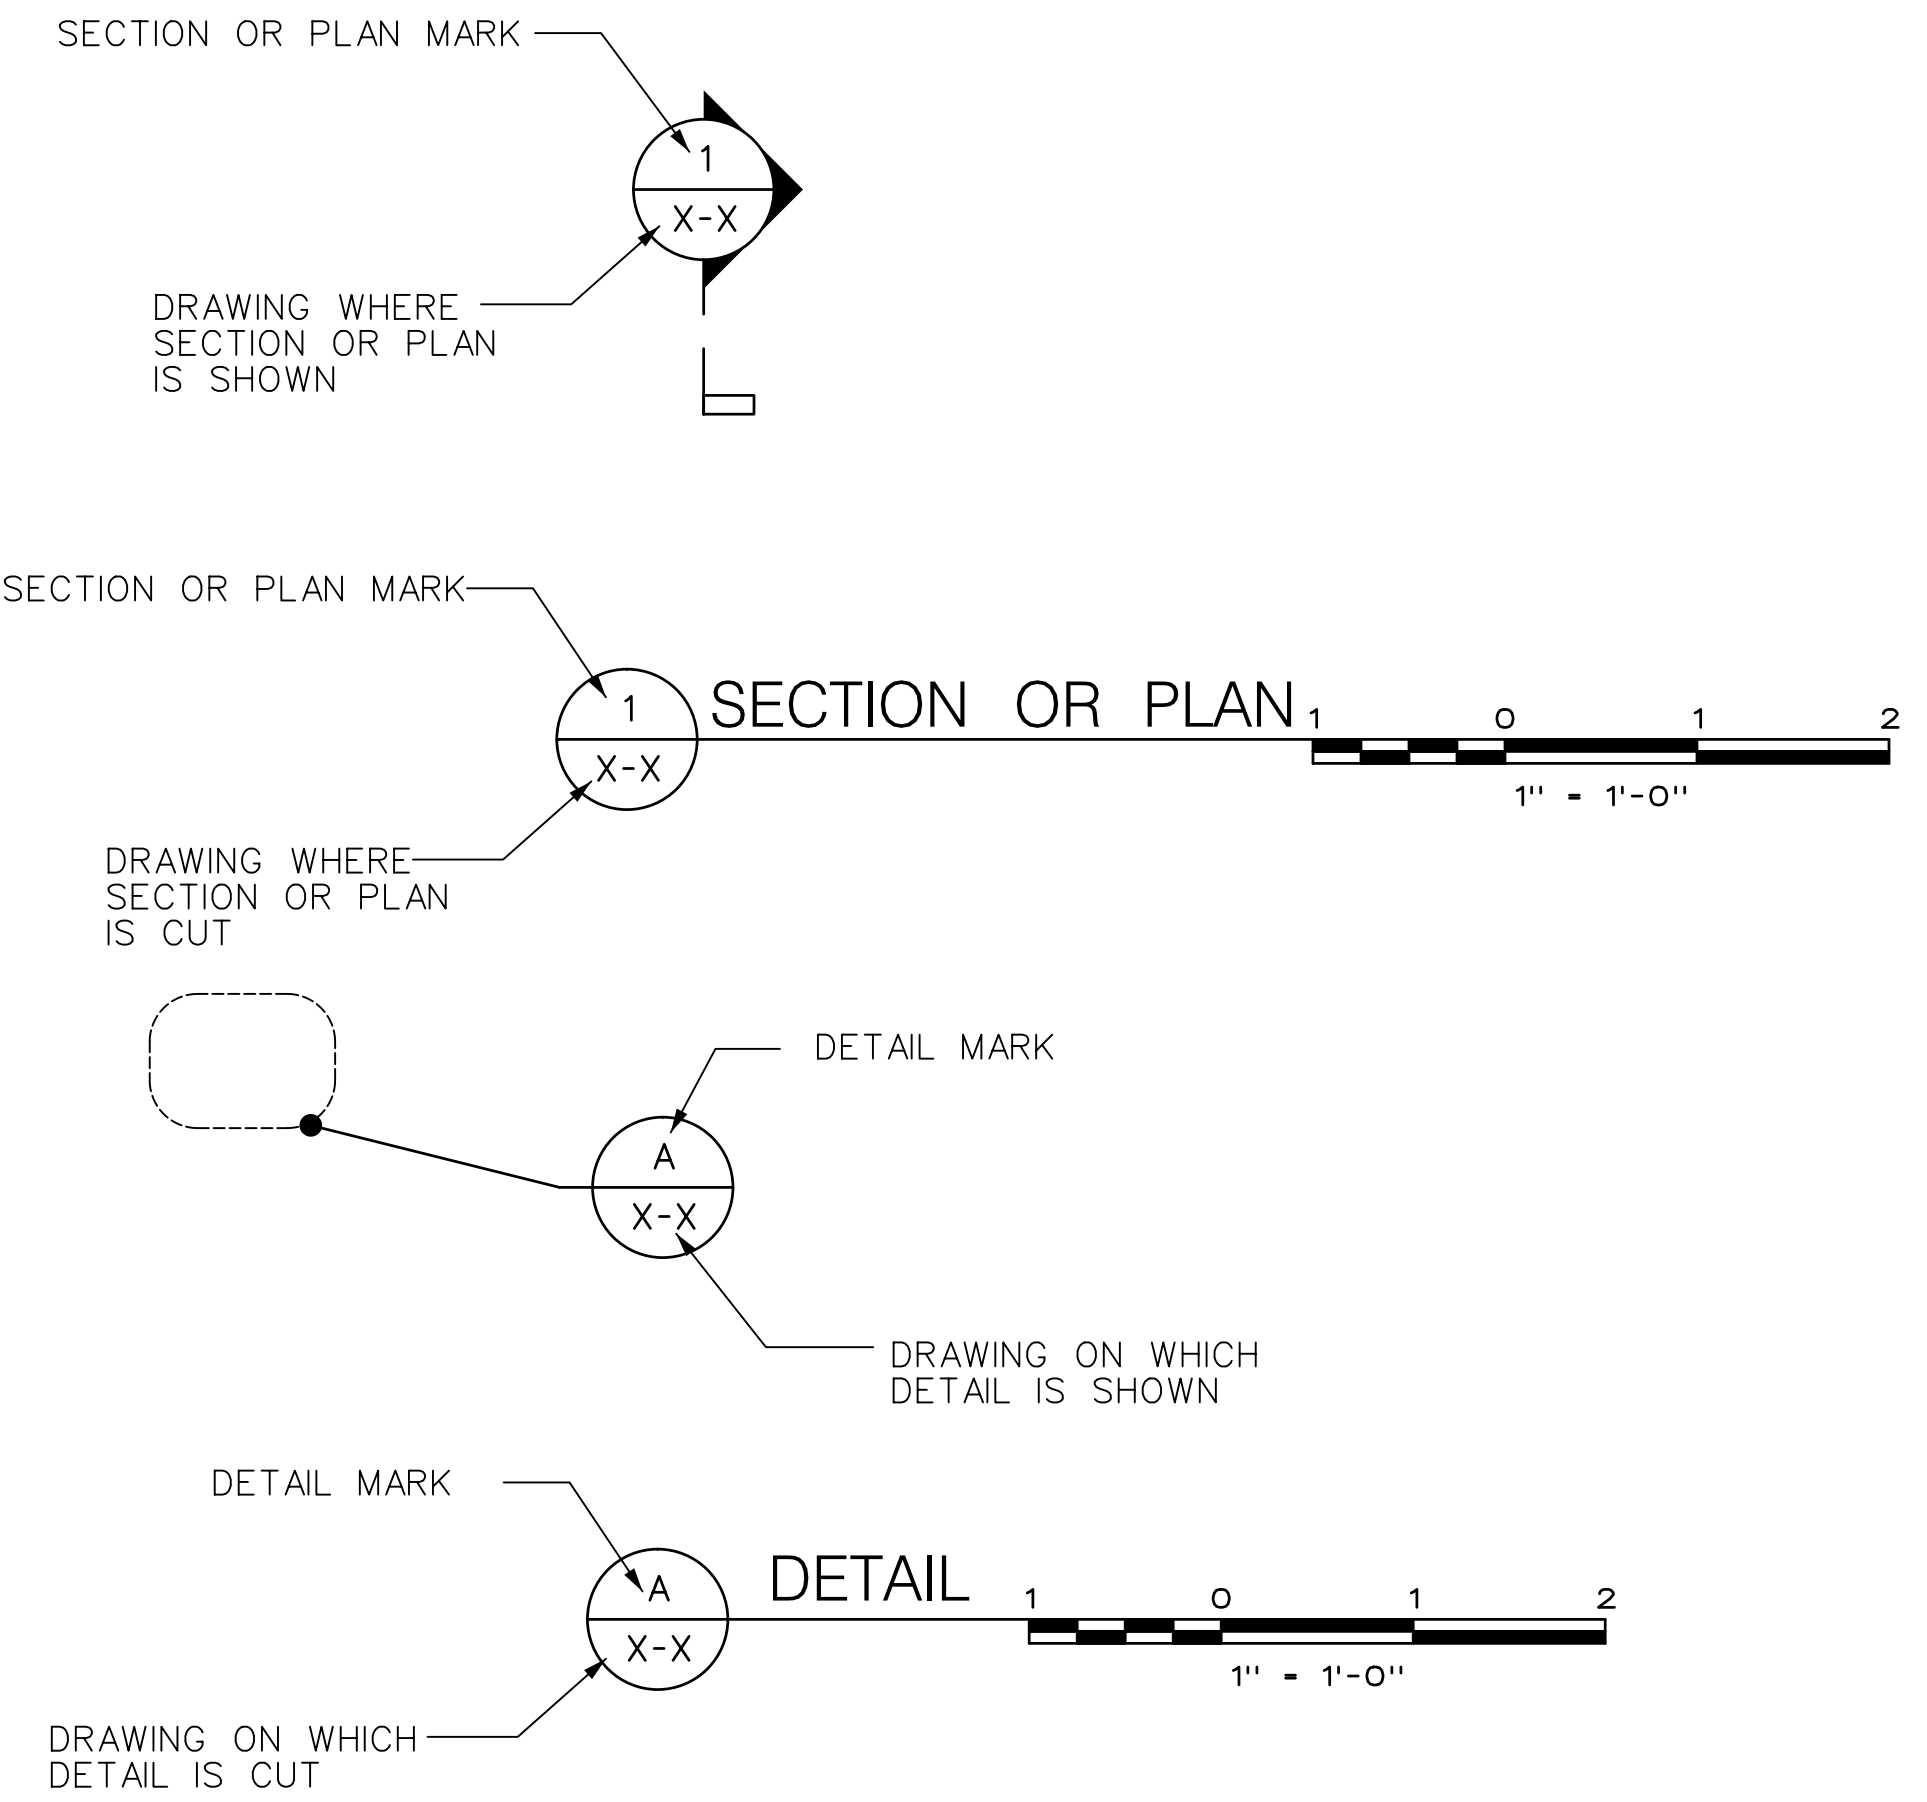 SECTION OR PLAN MARK
1
X-X
DRAWING WHERE
SECTION OR PLAN
IS SHOWN
SECTION OR PLAN MARK
1
X-X
SECTION OR PLAN
1 0 1 2
1" = 1'-0"
DRAWING WHERE
SECTION OR PLAN
IS CUT
DETAIL MARK
A
X-X
DRAWING ON WHICH
DETAIL IS SHOWN
DETAIL MARK
A
X-X
DETAIL
1 0 1 2
1" = 1'-0"
DRAWING ON WHICH
DETAIL IS CUT